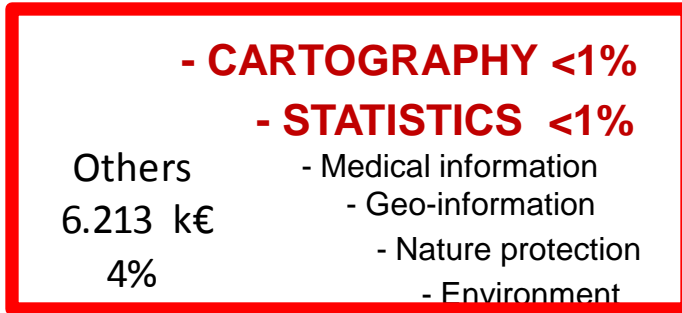 - CARTOGRAPHY <1%
- STATISTICS <1%
Others
6.213 k€
4%
- Medical information
- Geo-information
- Nature protection
- Environment